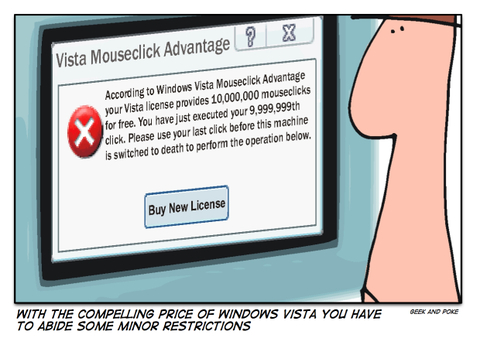 Vista Mouseclick Advantage
? X
According to Windows Vista Mouseclick Advantage
your Vista license provides 10,000,000 mouseclicks
for free. You have just executed your 9,999,999th
click. Please use your last click before this machine
is switched to death to perform the operation below.
Buy New License
WITH THE COMPELLING PRICE OF WINDOWS VISTA YOU HAVE
TO ABIDE SOME MINOR RESTRICTIONS
GEEK AND POKE